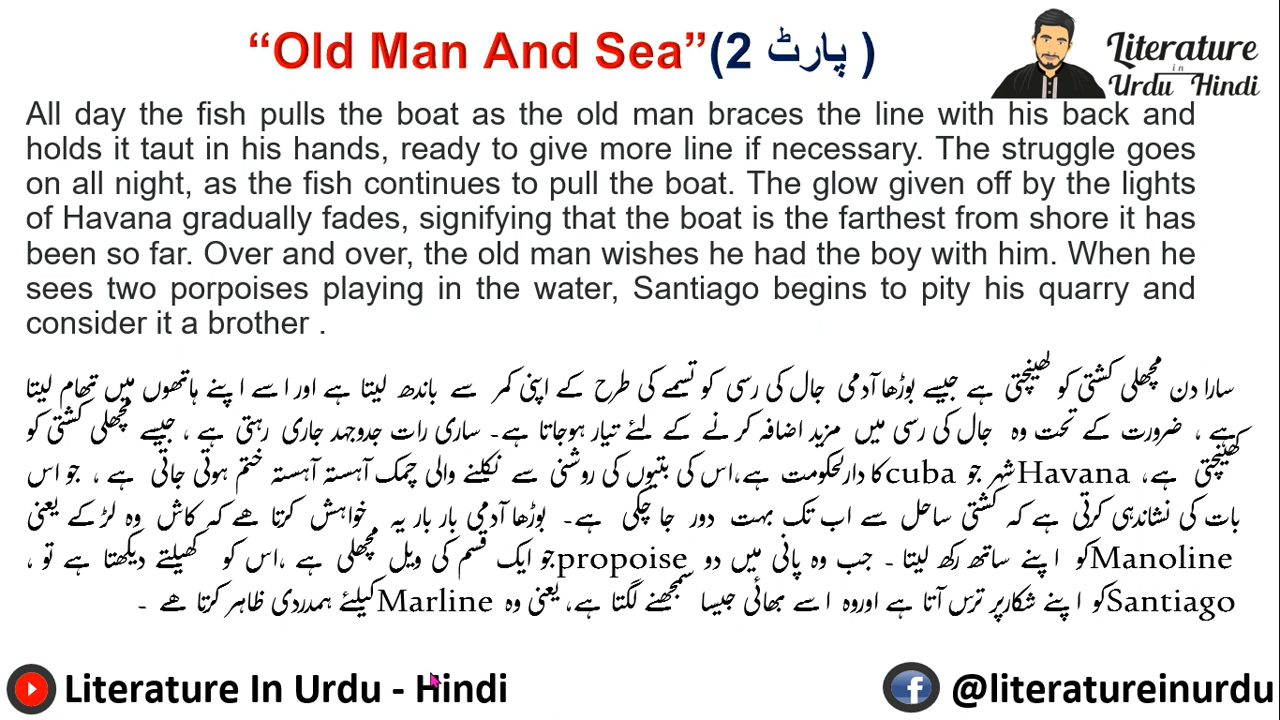 “Old Man And Sea”(پارٹ 2 )
Literature
in
Urdu Hindi
All day the fish pulls the boat as the old man braces the line with his back and
holds it taut in his hands, ready to give more line if necessary. The struggle goes
on all night, as the fish continues to pull the boat. The glow given off by the lights
of Havana gradually fades, signifying that the boat is the farthest from shore it has
been so far. Over and over, the old man wishes he had the boy with him. When he
sees two porpoises playing in the water, Santiago begins to pity his quarry and
consider it a brother .
سارا دن مچھلی کشتی کو کھینچتی ہے جیسے بوڑھا آدمی جال کی رسی کو تسمے کی طرح کے اپنی کمر سے باندھ لیتا ہے اور اسے اپنے ہاتھوں میں تھام لیتا
ہے ، ضرورت کے تحت وہ جال کی رسی میں مزید اضافہ کرنے کے لئے تیار ہوجاتا ہے۔ ساری رات جدوجہد جاری رہتی ہے ، جیسے مچھلی کشتی کو
کھینچتی ہے، Havana شہر جو cuba کا دارلحکومت ہے،اس کی بتیوں کی روشنی سے نکلنے والی چمک آہستہ آہستہ ختم ہوتی جاتی ہے ، جو اس
بات کی نشاندہی کرتی ہے کہ کشتی ساحل سے اب تک بہت دور جا چکی ہے۔ بوڑھا آدمی بار بار یہ خواہش کرتا ھے کہ کاش وہ لڑکے یعنی
Manoline کو اپنے ساتھ رکھ لیتا ۔ جب وہ پانی میں دو propoise جو ایک قسم کی ویل مچھلی ہے ،اس کو کھیلتے دیکھتا ہے تو ،
Santiago کو اپنے شکارپر ترس آتا ہے اوروہ اسے بھائی جیسا سمجھنے لگتا ہے، یعنی وہ Marline کیلئے ہمدردی ظاہر کرتا ھے ۔
Literature In Urdu - Hindi
@literatureinurdu